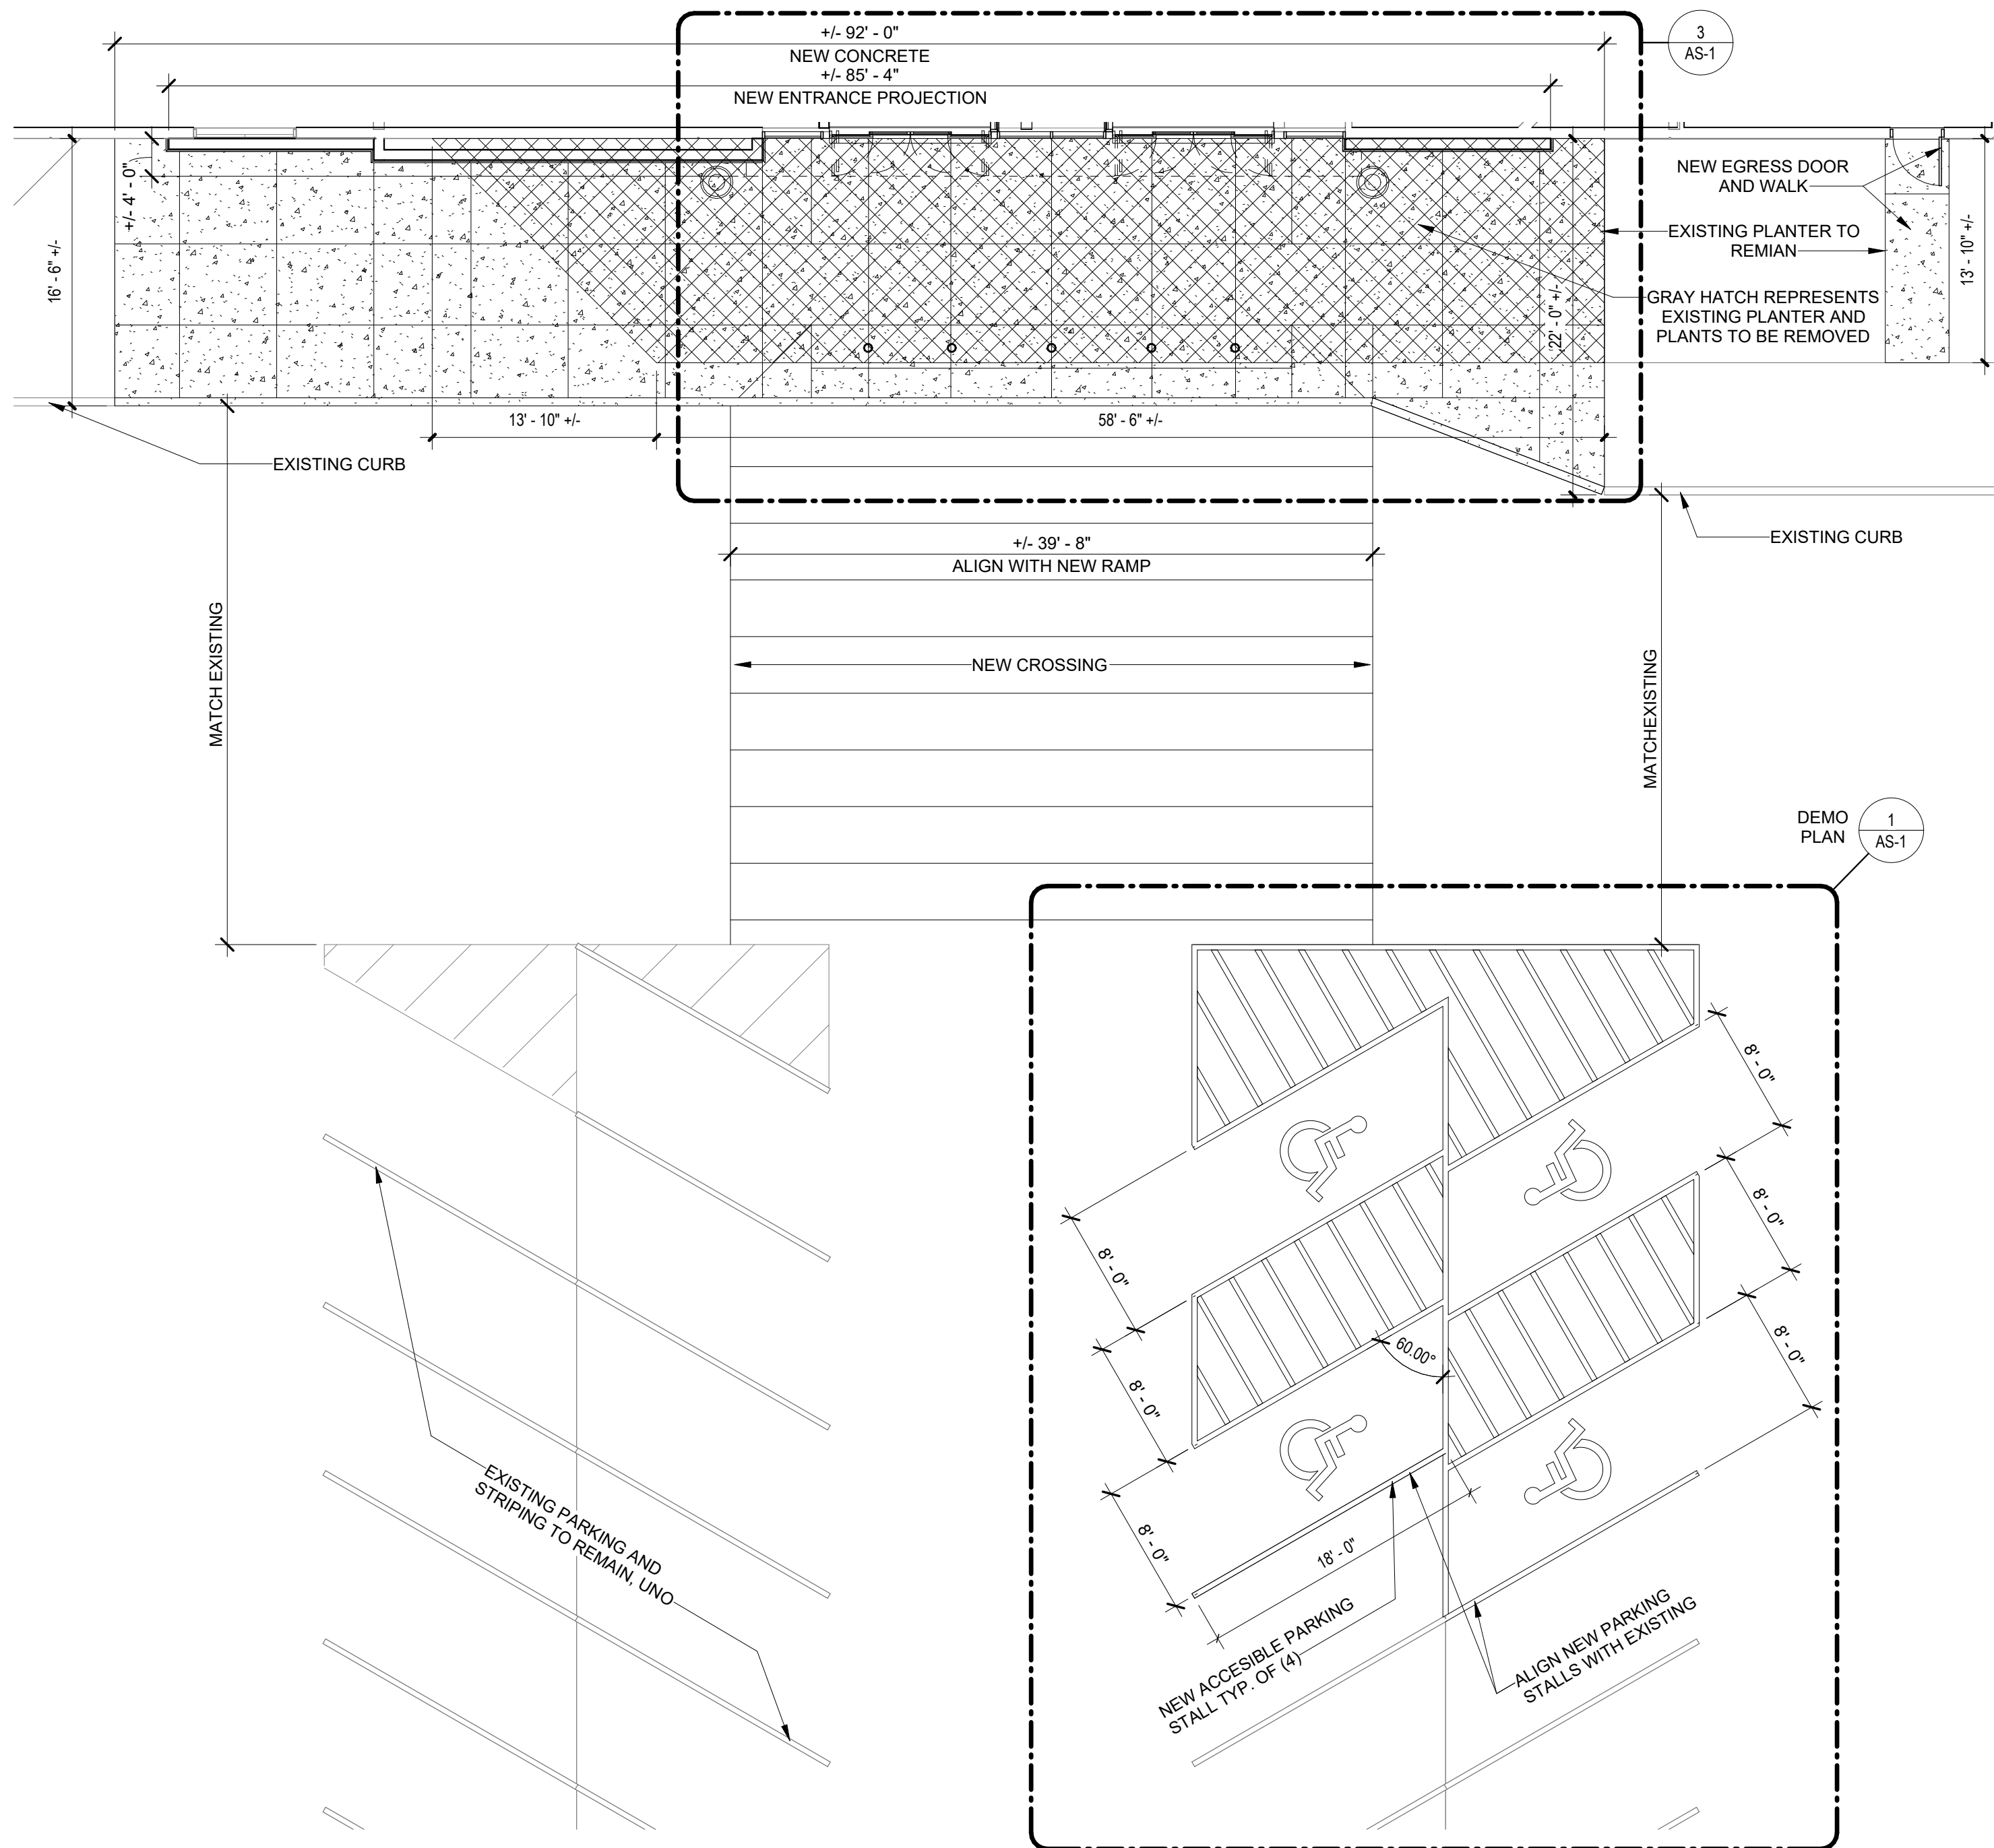 +/- 92' - 0"
NEW CONCRETE
+/- 85' - 4"
NEW ENTRANCE PROJECTION
3
AS-1
+/- 4' - 0"
16' - 6" +/-
NEW EGRESS DOOR
AND WALK
EXISTING PLANTER TO
REMIAN
GRAY HATCH REPRESENTS
EXISTING PLANTER AND
PLANTS TO BE REMOVED
13' - 10" +/-
22' - 0" +/-
13' - 10" +/-
58' - 6" +/-
EXISTING CURB
EXISTING CURB
+/- 39' - 8"
ALIGN WITH NEW RAMP
MATCH EXISTING
NEW CROSSING
MATCHEXISTING
DEMO
PLAN
1
AS-1
8' - 0"
8' - 0"
8' - 0"
8' - 0"
8' - 0"
8' - 0"
60.00°
18' - 0"
EXISTING PARKING AND
STRIPING TO REMAIN, UNO
NEW ACCESIBLE PARKING
STALL TYP. OF (4)
ALIGN NEW PARKING
STALLS WITH EXISTING